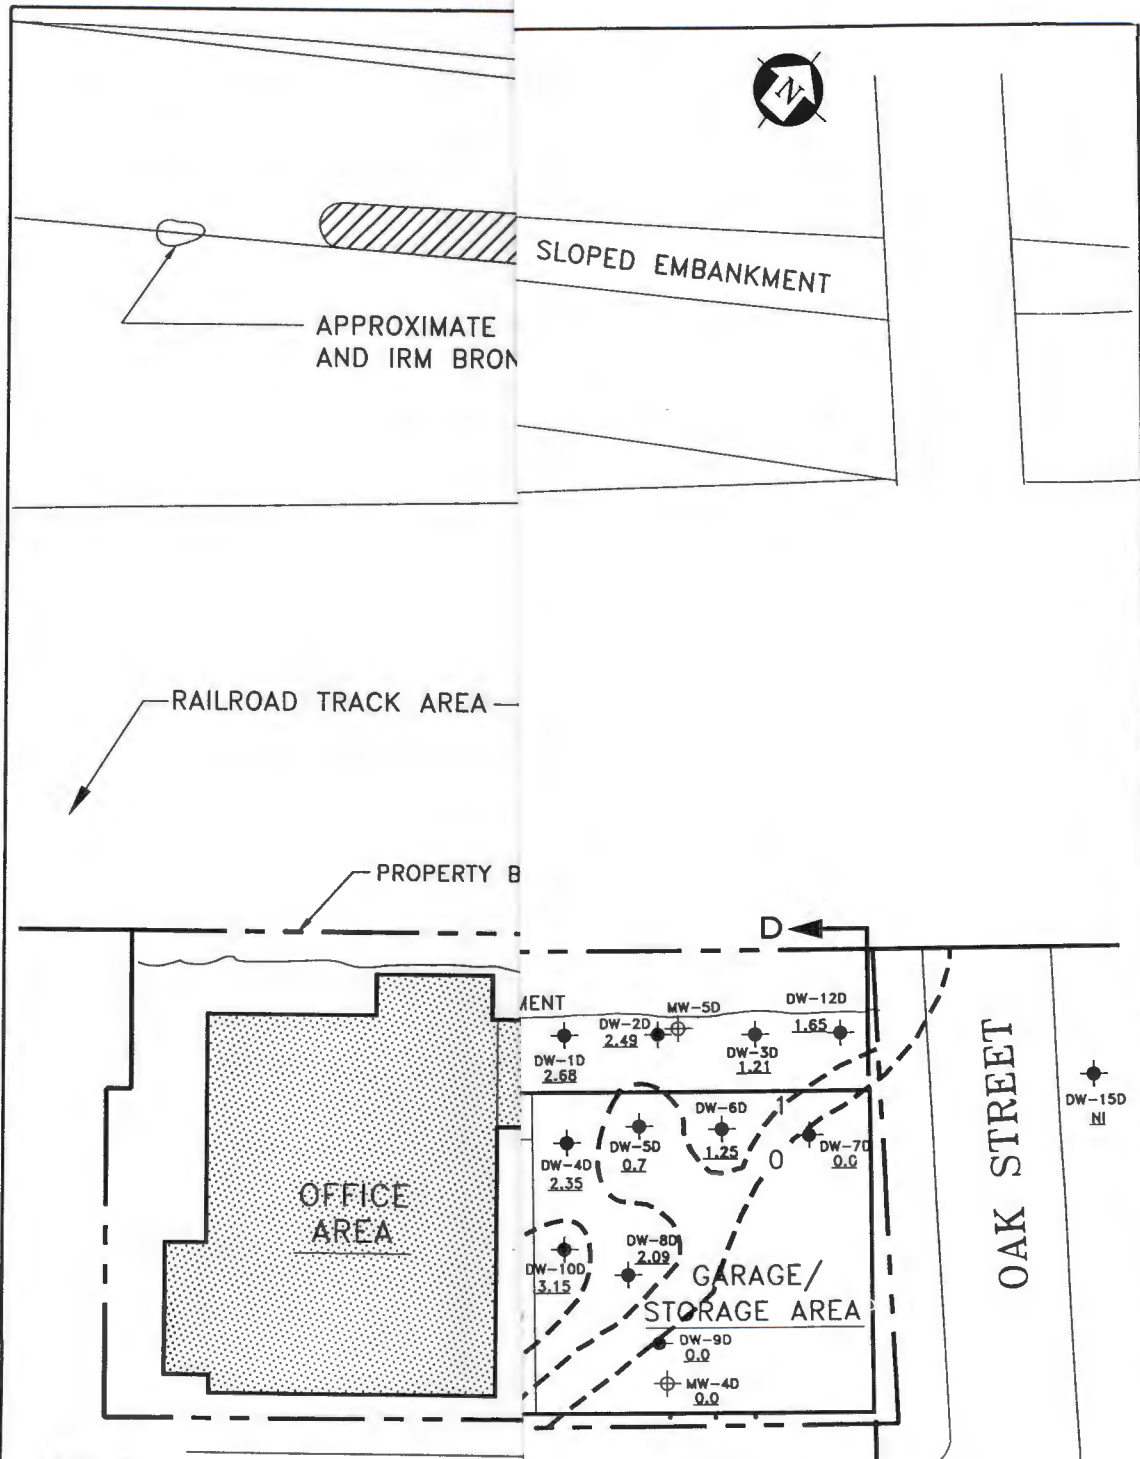 N
SLOPED EMBANKMENT
APPROXIMATE
AND IRM BRON
RAILROAD TRACK AREA
PROPERTY B
D
MENT
MW-5D
DW-12D
1.65
DW-2D
2.49
DW-1D
2.68
DW-3D
1.21
DW-15D
NI
DW-6D
1.25
1
DW-5D
0.7
DW-7D
0.0
0
DW-4D
2.35
OAK STREET
OFFICE
AREA
DW-8D
2.09
DW-10D
3.15
GARAGE/
STORAGE AREA
DW-9D
0.0
MW-4D
0.0